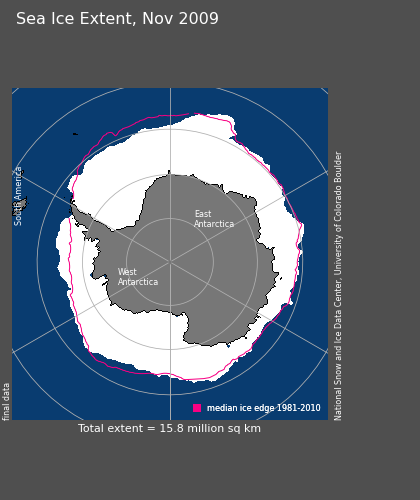 Sea Ice Extent, Nov 2009
South America
East
Antarctica
West
Antarctica
National Snow and Ice Data Center, University of Colorado Boulder
final data
median ice edge 1981-2010
Total extent = 15.8 million sq km